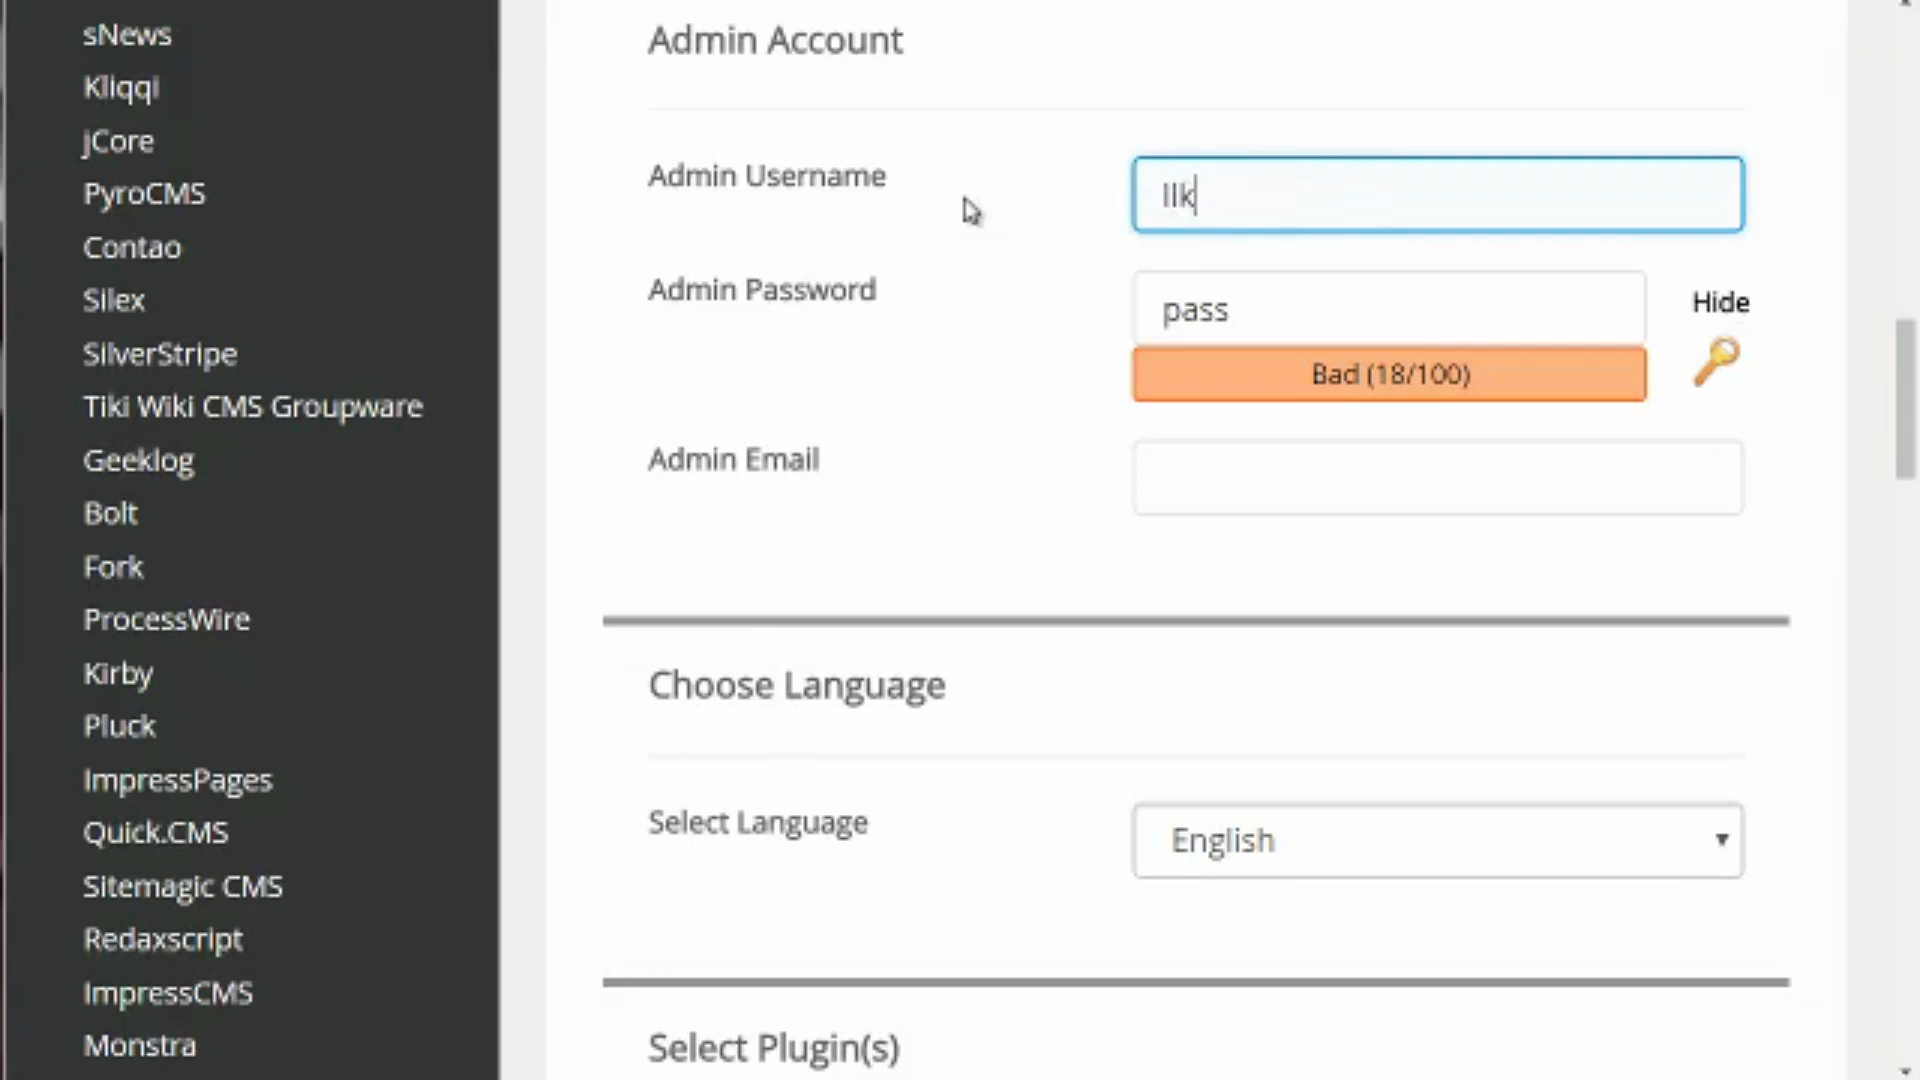 sNews
Kliqqi
jCore
PyroCMS
Contao
Silex
SilverStripe
Tiki Wiki CMS Groupware
Geeklog
Bolt
Fork
ProcessWire
Kirby
Pluck
ImpressPages
Quick.CMS
Sitemagic CMS
Redaxscript
ImpressCMS
Monstra
Admin Account
Admin Username
llk
Admin Password
pass
Hide
Bad (18/100)
Admin Email
Choose Language
Select Language
English
Select Plugin(s)